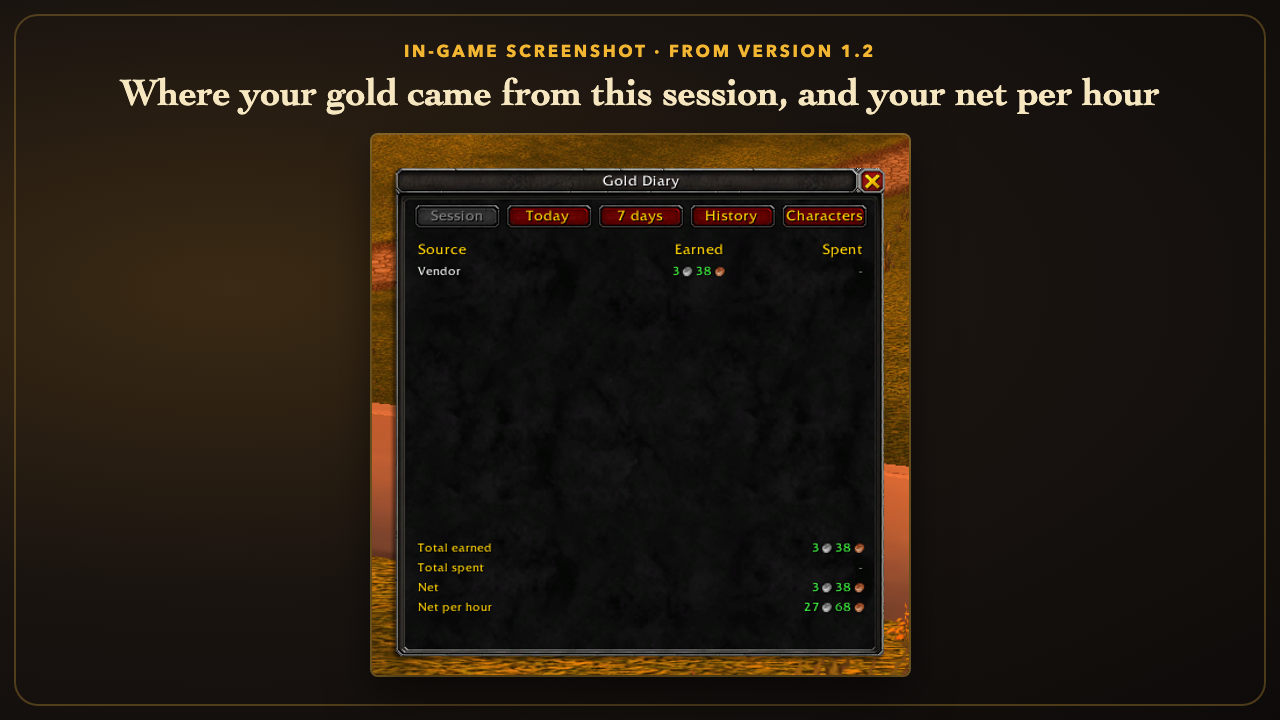 IN-GAME SCREENSHOT · FROM VERSION 1.2
Where your gold came from this session, and your net per hour
Gold Diary
Session Today 7 days History Characters
Source Earned Spent
Vendor 3 38 -
Total earned 3 38
Total spent -
Net 3 38
Net per hour 27 68